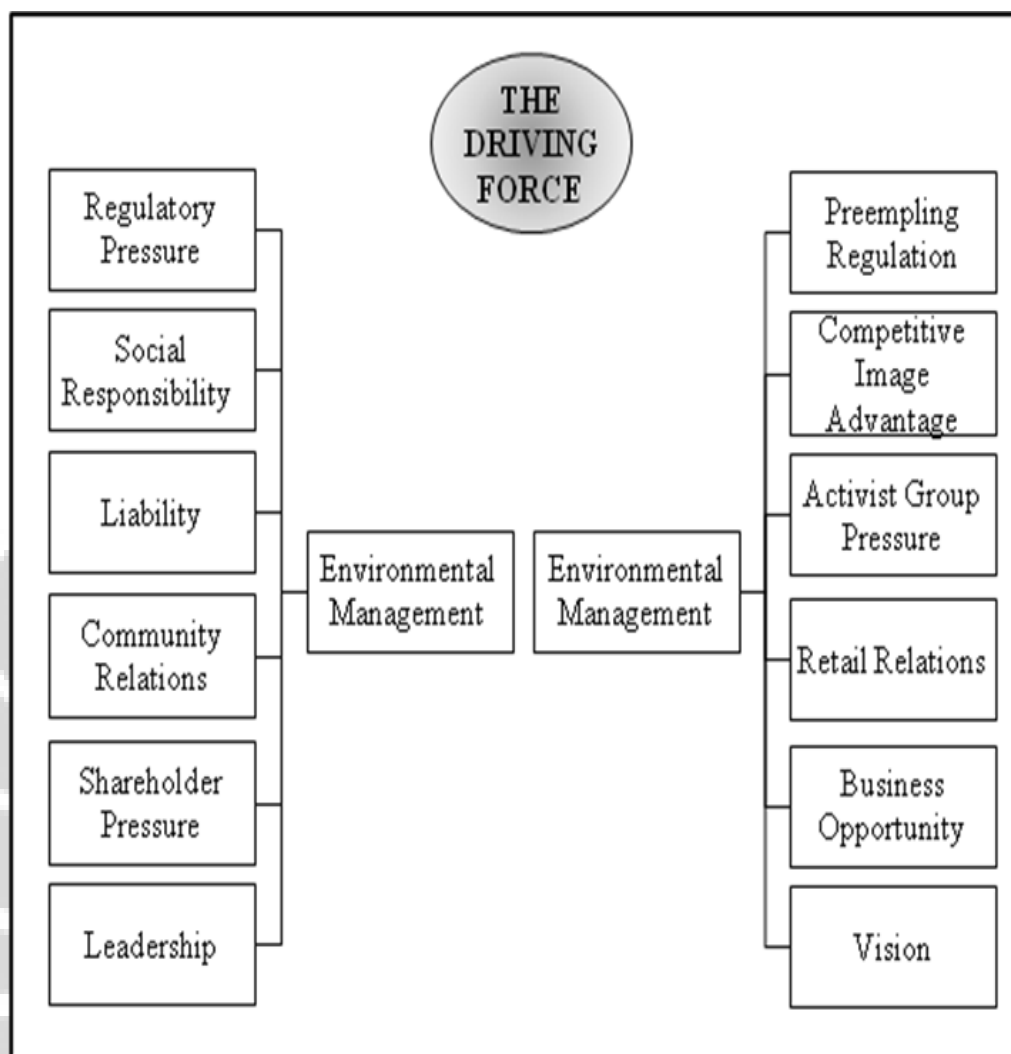 THE
DRIVING
FORCE
Regulatory
Pressure
Social
Responsibility
Liability
Community
Relations
Shareholder
Pressure
Leadership
Environmental
Management
Environmental
Management
Preempling
Regulation
Competitive
Image
Advantage
Activist Group
Pressure
Retail Relations
Business
Opportunity
Vision